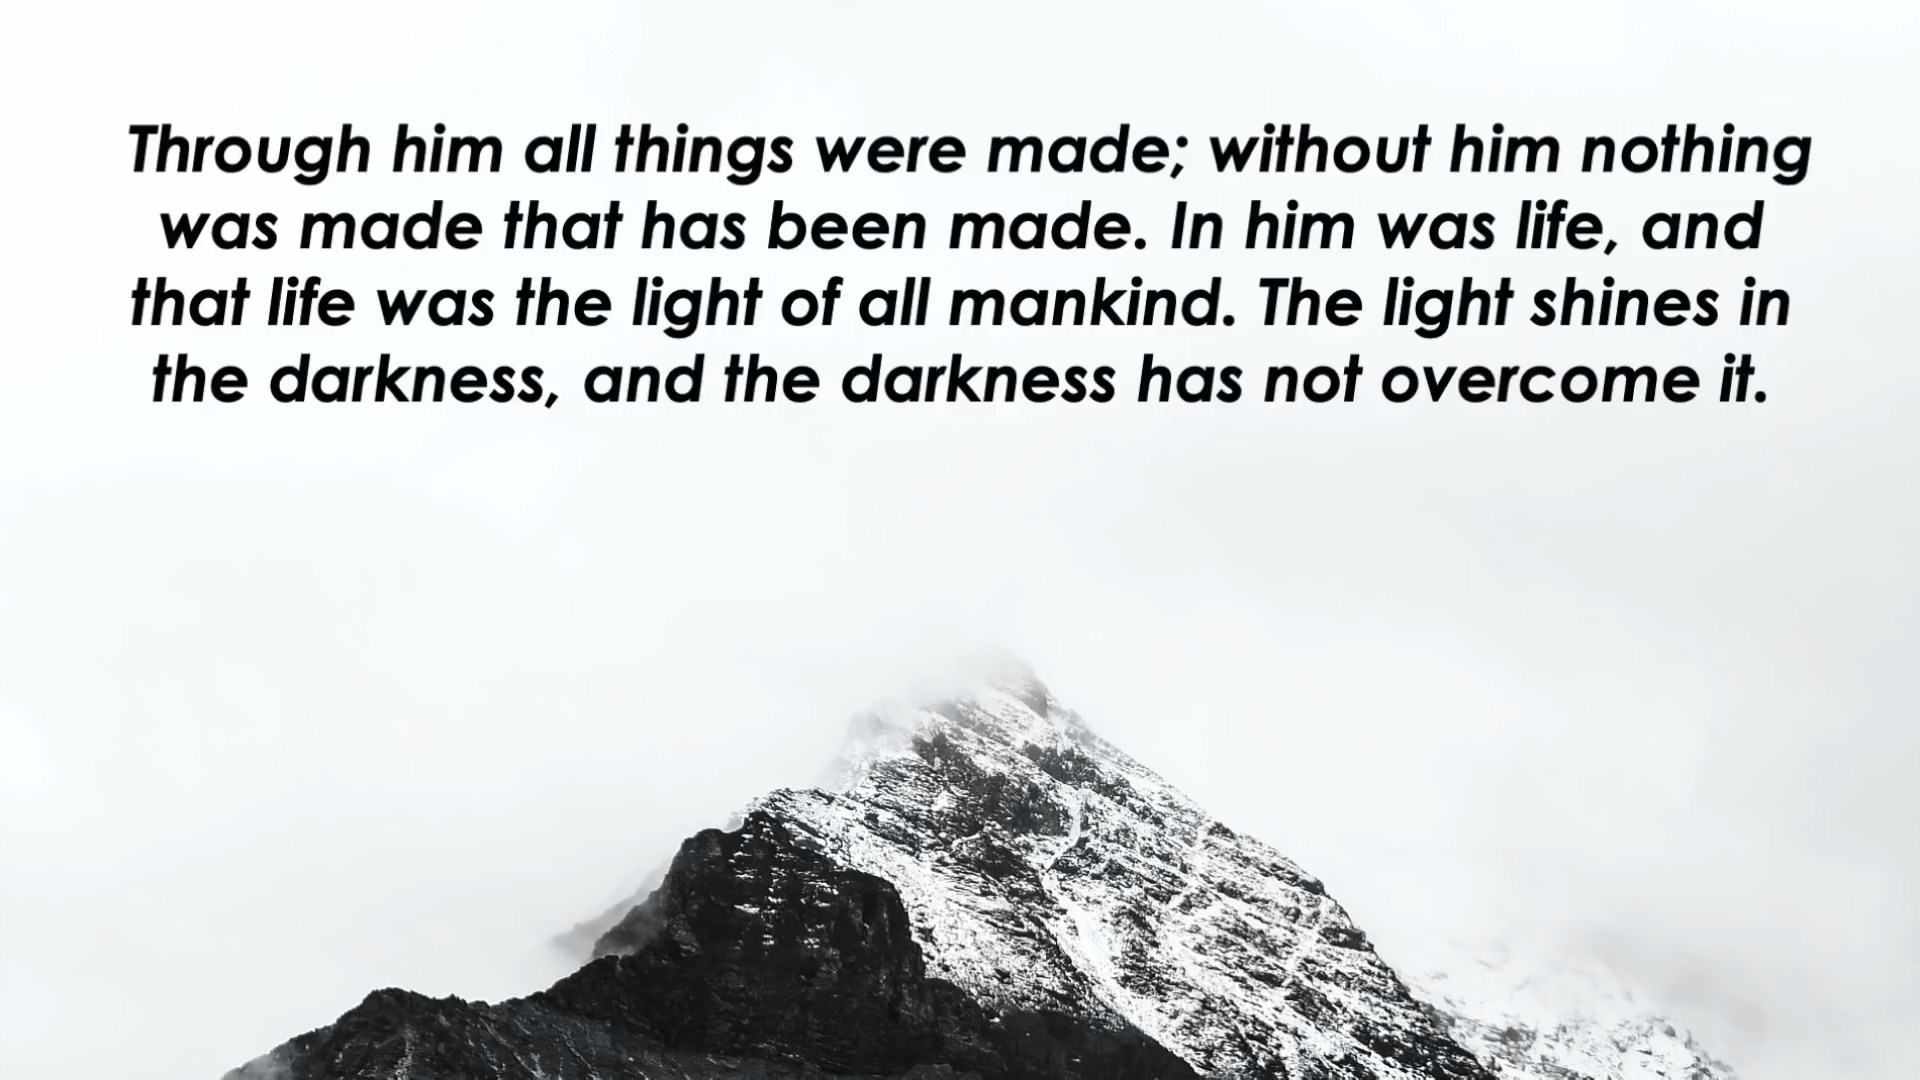 Through him all things were made; without him nothing
was made that has been made. In him was life, and
that life was the light of all mankind. The light shines in
the darkness, and the darkness has not overcome it.